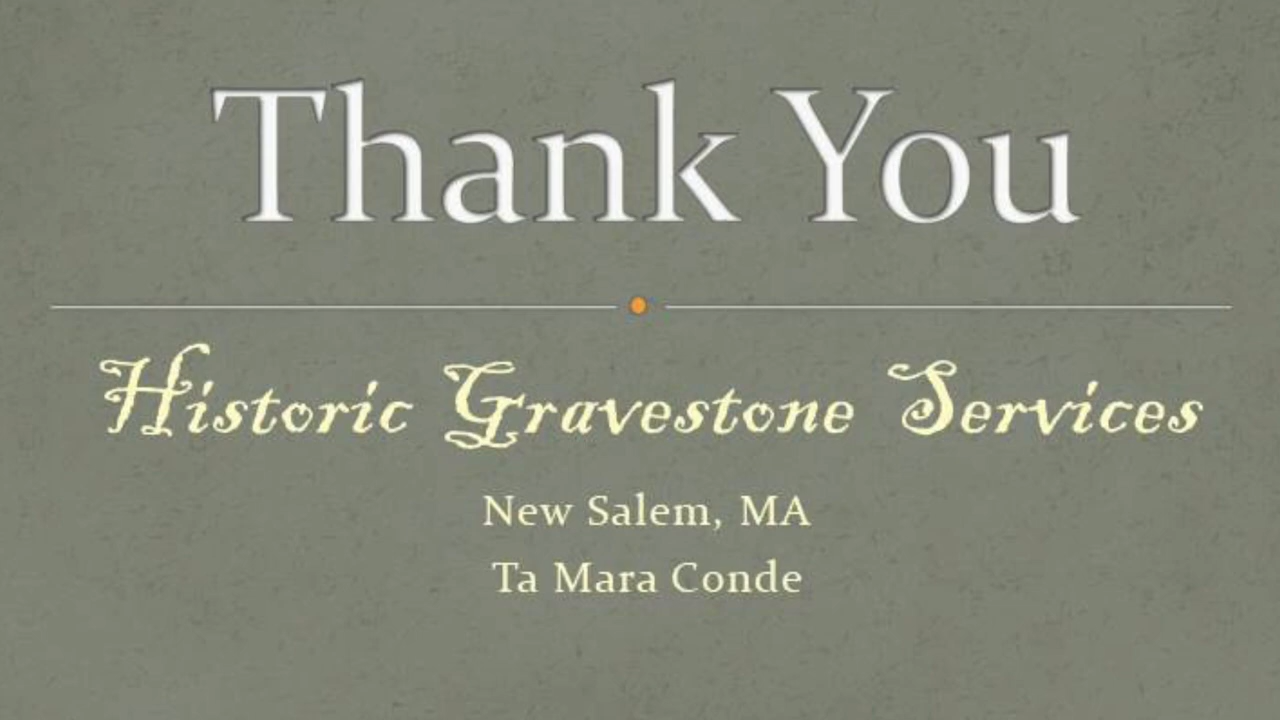 Thank You
Historic Gravestone Services
New Salem, MA
Ta Mara Conde